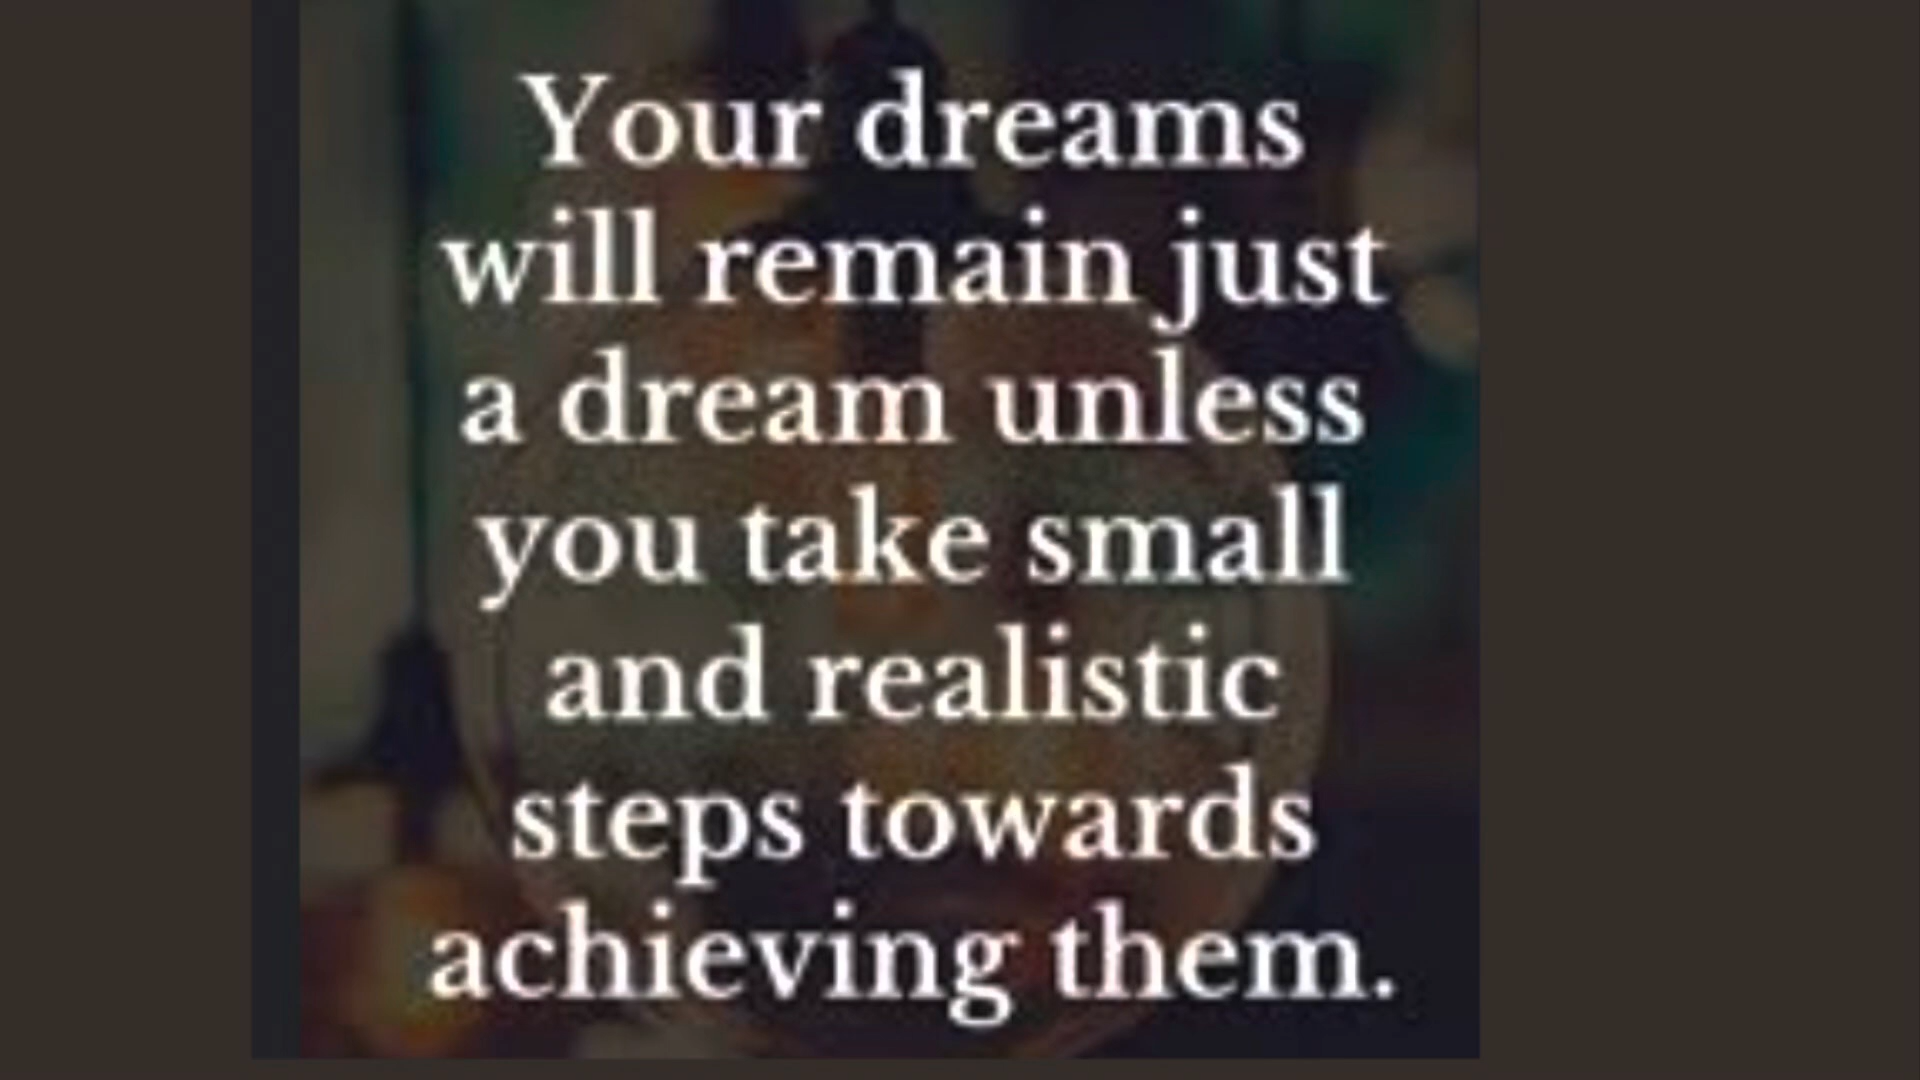 Your dreams
will remain just
a dream unless
you take small
and realistic
steps towards
achieving them.